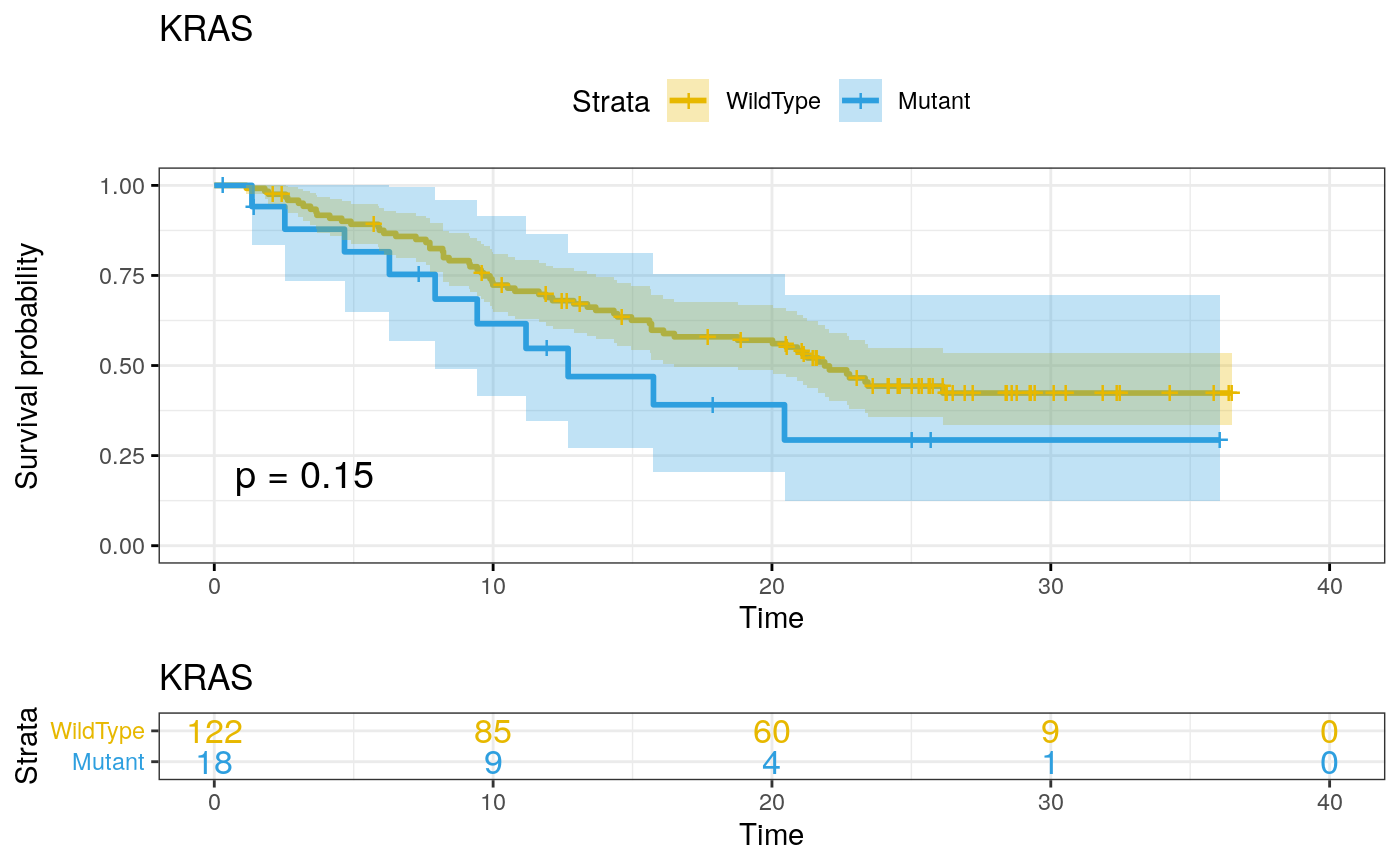 KRAS
Strata WildType Mutant
Survival probability
1.00
0.75
0.50
0.25
0.00
p = 0.15
0 10 20 30 40
Time
KRAS
Strata
WildType 122 85 60 9 0
Mutant 18 9 4 1 0
0 10 20 30 40
Time